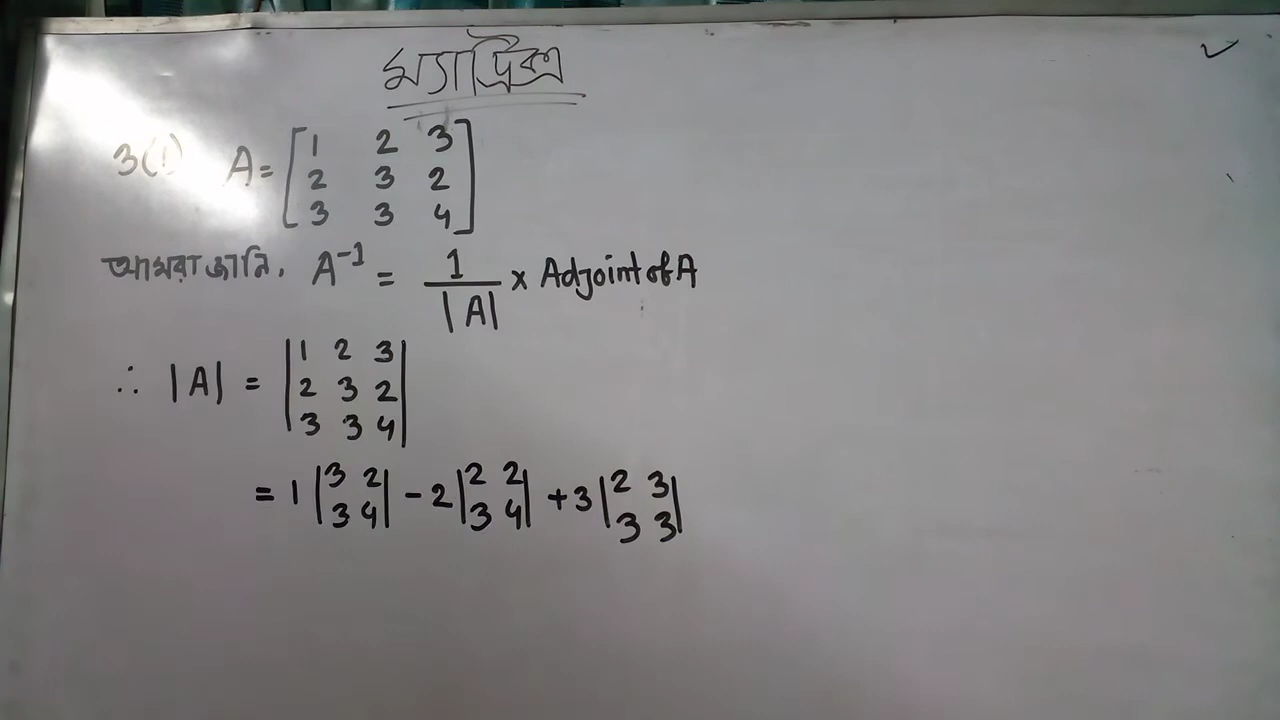 ম্যাট্রিক্স
3(1) A = [1 2 3
2 3 2
3 3 4]
আমরা জানি, A⁻¹ = 1/|A| × Adjoint of A
∴ |A| = |1 2 3|
|2 3 2|
|3 3 4|
= 1 |3 2; 3 4| - 2 |2 2; 3 4| + 3 |2 3; 3 3|